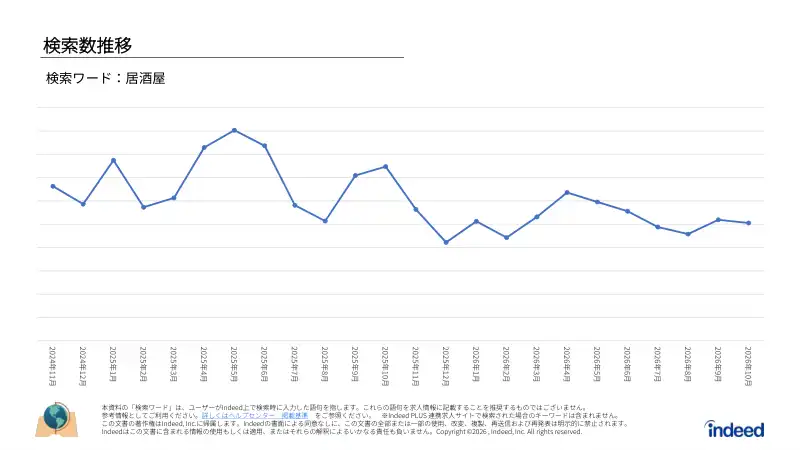 検索数推移
検索ワード：居酒屋
2024年11月
2024年12月
2025年1月
2025年2月
2025年3月
2025年4月
2025年5月
2025年6月
2025年7月
2025年8月
2025年9月
2025年10月
2025年11月
2025年12月
2026年1月
2026年2月
2026年3月
2026年4月
2026年5月
2026年6月
2026年7月
2026年8月
2026年9月
2026年10月
本資料の「検索ワード」は、ユーザーがIndeed上で検索時に入力した語句を指します。これらの語句を求人情報に記載することを推奨するものではございません。
参考情報としてご利用ください。詳しくはヘルプセンター 掲載基準 をご参照ください。 ※Indeed PLUS 連携求人サイトで検索された場合のキーワードは含まれません。
この文書の著作権はIndeed, Inc.に帰属します。Indeedの書面による同意なしに、この文書の全部または一部の使用、改変、複製、再送信および再発表は明示的に禁止されます。
Indeedはこの文書に含まれる情報の使用もしくは適用、またはそれらの解釈によるいかなる責任も負いません。Copyright ©2026 , Indeed, Inc. All rights reserved.
indeed